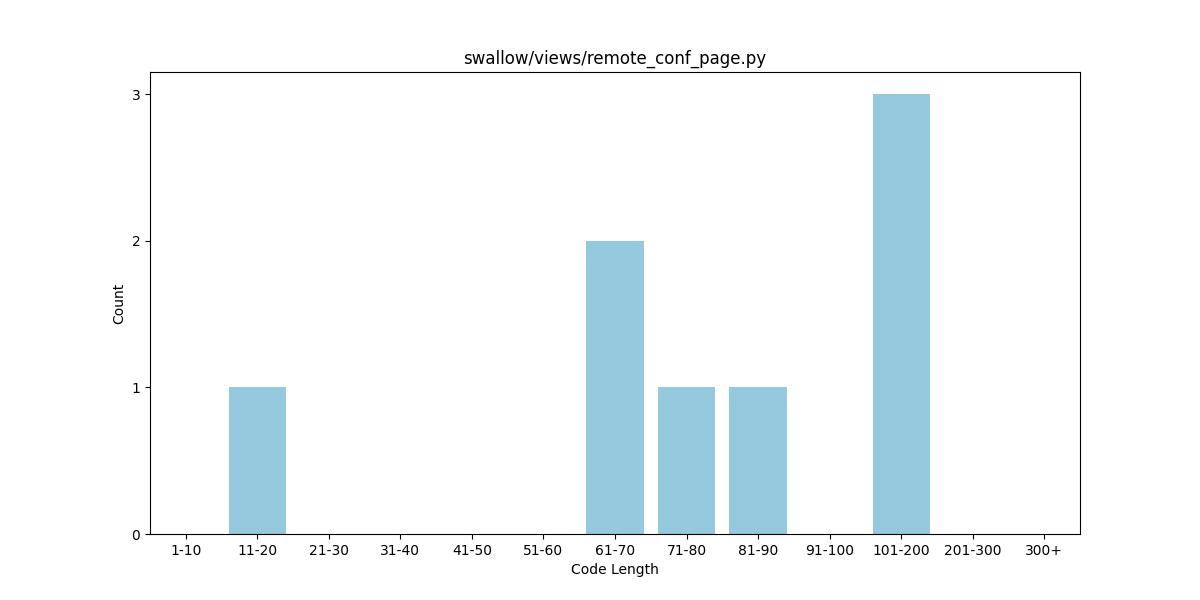 swallow/views/remote_conf_page.py
3
2
1
0
Count
1-10 11-20 21-30 31-40 41-50 51-60 61-70 71-80 81-90 91-100 101-200 201-300 300+
Code Length